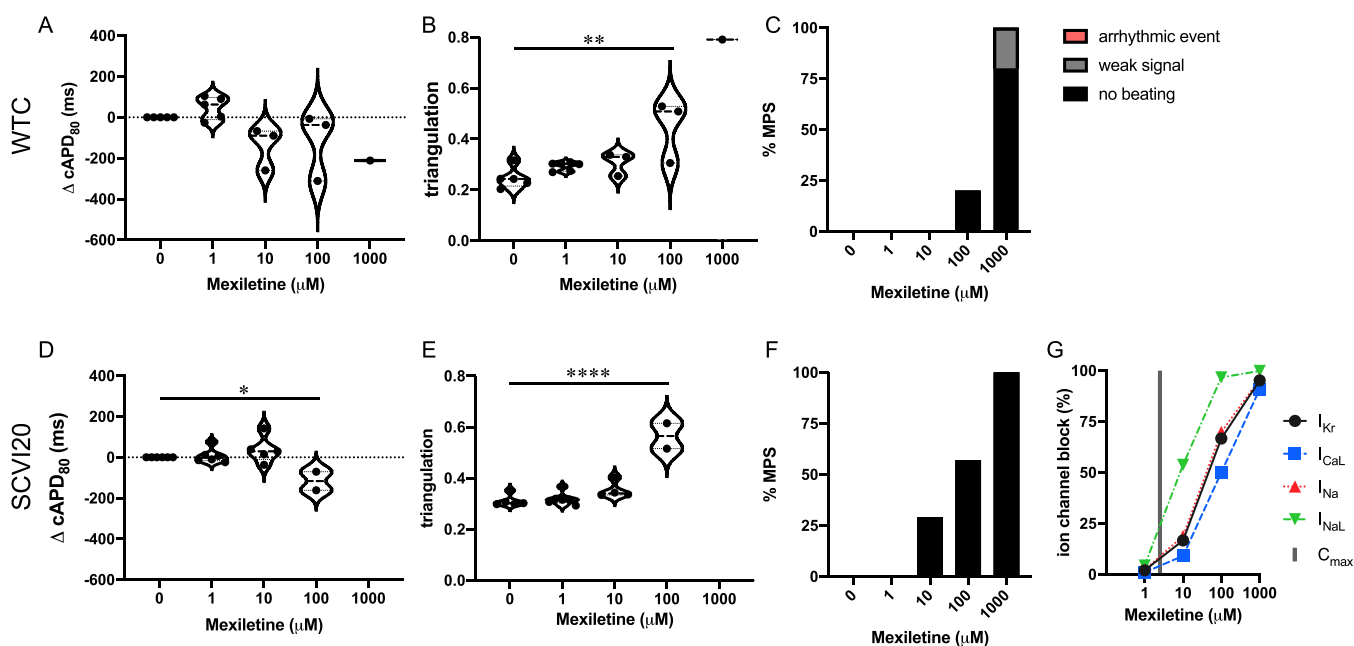 A
WTC
Δ cAPD80 (ms)
400
200
0
-200
-400
-600
0 1 10 100 1000
Mexiletine (μM)
B
triangulation
**
0.8
0.6
0.4
0.2
0.0
0 1 10 100 1000
Mexiletine (μM)
C
% MPS
100
75
50
25
0
0 1 10 100 1000
Mexiletine (μM)
arrhythmic event
weak signal
no beating
D
SCVI20
Δ cAPD80 (ms)
*
400
200
0
-200
-400
-600
0 1 10 100 1000
Mexiletine (μM)
E
triangulation
****
0.8
0.6
0.4
0.2
0.0
0 1 10 100 1000
Mexiletine (μM)
F
% MPS
100
75
50
25
0
0 1 10 100 1000
Mexiletine (μM)
G
ion channel block (%)
100
75
50
25
0
1 10 100 1000
Mexiletine (μM)
IKr
ICaL
INa
INaL
Cmax